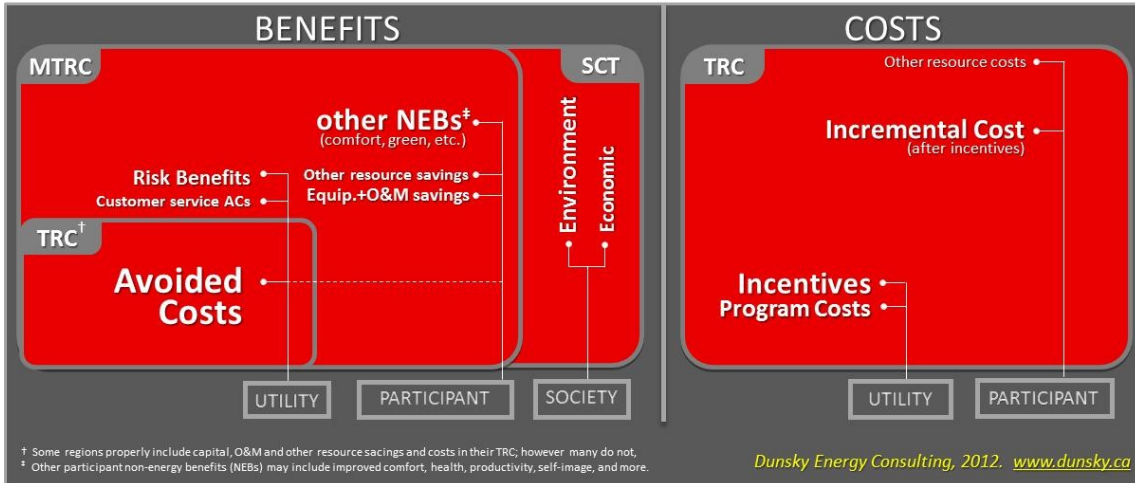 BENEFITS
MTRC
SCT
other NEBs‡
(comfort, green, etc.)
Risk Benefits
Customer service ACs
Other resource savings
Equip.+O&M savings
Environment
Economic
TRC†
Avoided
Costs
UTILITY
PARTICIPANT
SOCIETY
COSTS
TRC
Other resource costs
Incremental Cost
(after incentives)
Incentives
Program Costs
UTILITY
PARTICIPANT
† Some regions properly include capital, O&M and other resource sacings and costs in their TRC; however many do not,
‡ Other participant non-energy benefits (NEBs) may include improved comfort, health, productivity, self-image, and more.
Dunsky Energy Consulting, 2012. www.dunsky.ca